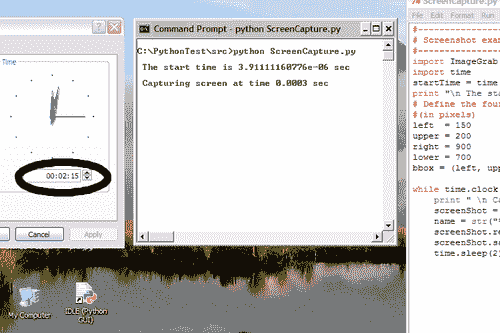 Time
00:02:15
Cancel
Apply
My Computer
IDLE (Python
GUI)
Command Prompt - python ScreenCapture.py
C:\PythonTest\src>python ScreenCapture.py
The start time is 3.91111160776e-06 sec
Capturing screen at time 0.0003 sec
ScreenCapture.py
File Edit Format Run
#----------------
# Screenshot exa
#----------------
import ImageGrab
import time
startTime = time
print "\n The sta
# Define the fou
#(in pixels)
left = 150
upper = 200
right = 900
lower = 700
bbox = (left, upp
while time.clock
print " \n Ca
screenShot =
name = str("
screenShot.re
screenShot.sa
time.sleep(2)